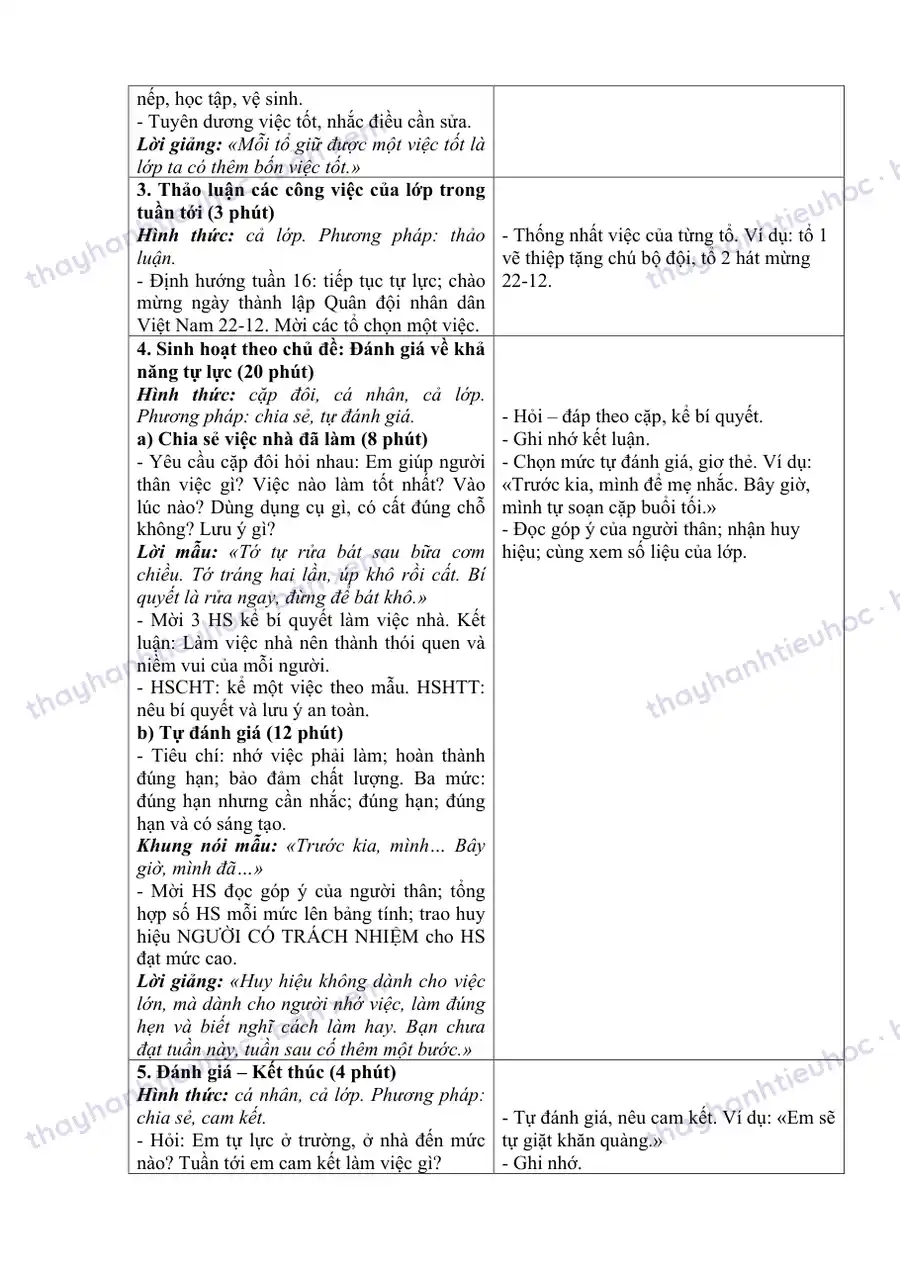 nếp, học tập, vệ sinh.
- Tuyên dương việc tốt, nhắc điều cần sửa.
Lời giảng: «Mỗi tổ giữ được một việc tốt là
lớp ta có thêm bốn việc tốt.»
3. Thảo luận các công việc của lớp trong
tuần tới (3 phút)
Hình thức: cả lớp. Phương pháp: thảo
luận.
- Định hướng tuần 16: tiếp tục tự lực; chào
mừng ngày thành lập Quân đội nhân dân
Việt Nam 22-12. Mời các tổ chọn một việc.
- Thống nhất việc của từng tổ. Ví dụ: tổ 1
vẽ thiệp tặng chú bộ đội, tổ 2 hát mừng
22-12.
4. Sinh hoạt theo chủ đề: Đánh giá về khả
năng tự lực (20 phút)
Hình thức: cặp đôi, cá nhân, cả lớp.
Phương pháp: chia sẻ, tự đánh giá.
a) Chia sẻ việc nhà đã làm (8 phút)
- Yêu cầu cặp đôi hỏi nhau: Em giúp người
thân việc gì? Việc nào làm tốt nhất? Vào
lúc nào? Dùng dụng cụ gì, có cất đúng chỗ
không? Lưu ý gì?
Lời mẫu: «Tớ tự rửa bát sau bữa cơm
chiều. Tớ tráng hai lần, úp khô rồi cất. Bí
quyết là rửa ngay, đừng để bát khô.»
- Mời 3 HS kể bí quyết làm việc nhà. Kết
luận: Làm việc nhà nên thành thói quen và
niềm vui của mỗi người.
- HSCHT: kể một việc theo mẫu. HSHTT:
nêu bí quyết và lưu ý an toàn.
b) Tự đánh giá (12 phút)
- Tiêu chí: nhớ việc phải làm; hoàn thành
đúng hạn; bảo đảm chất lượng. Ba mức:
đúng hạn nhưng cần nhắc; đúng hạn; đúng
hạn và có sáng tạo.
Khung nói mẫu: «Trước kia, mình… Bây
giờ, mình đã…»
- Mời HS đọc góp ý của người thân; tổng
hợp số HS mỗi mức lên bảng tính; trao huy
hiệu NGƯỜI CÓ TRÁCH NHIỆM cho HS
đạt mức cao.
Lời giảng: «Huy hiệu không dành cho việc
lớn, mà dành cho người nhớ việc, làm đúng
hẹn và biết nghĩ cách làm hay. Bạn chưa
đạt tuần này, tuần sau cố thêm một bước.»
- Hỏi – đáp theo cặp, kể bí quyết.
- Ghi nhớ kết luận.
- Chọn mức tự đánh giá, giơ thẻ. Ví dụ:
«Trước kia, mình để mẹ nhắc. Bây giờ,
mình tự soạn cặp buổi tối.»
- Đọc góp ý của người thân; nhận huy
hiệu; cùng xem số liệu của lớp.
5. Đánh giá – Kết thúc (4 phút)
Hình thức: cá nhân, cả lớp. Phương pháp:
chia sẻ, cam kết.
- Hỏi: Em tự lực ở trường, ở nhà đến mức
nào? Tuần tới em cam kết làm việc gì?
- Tự đánh giá, nêu cam kết. Ví dụ: «Em sẽ
tự giặt khăn quàng.»
- Ghi nhớ.
thayhanhtieuhoc · bản xem
thayhanhtieuhoc · b
thayhanhtieuhoc · bản xem
thayhanhtieuhoc · b
thayhanhtieuhoc · bản xem
thayhanhtieuhoc · b